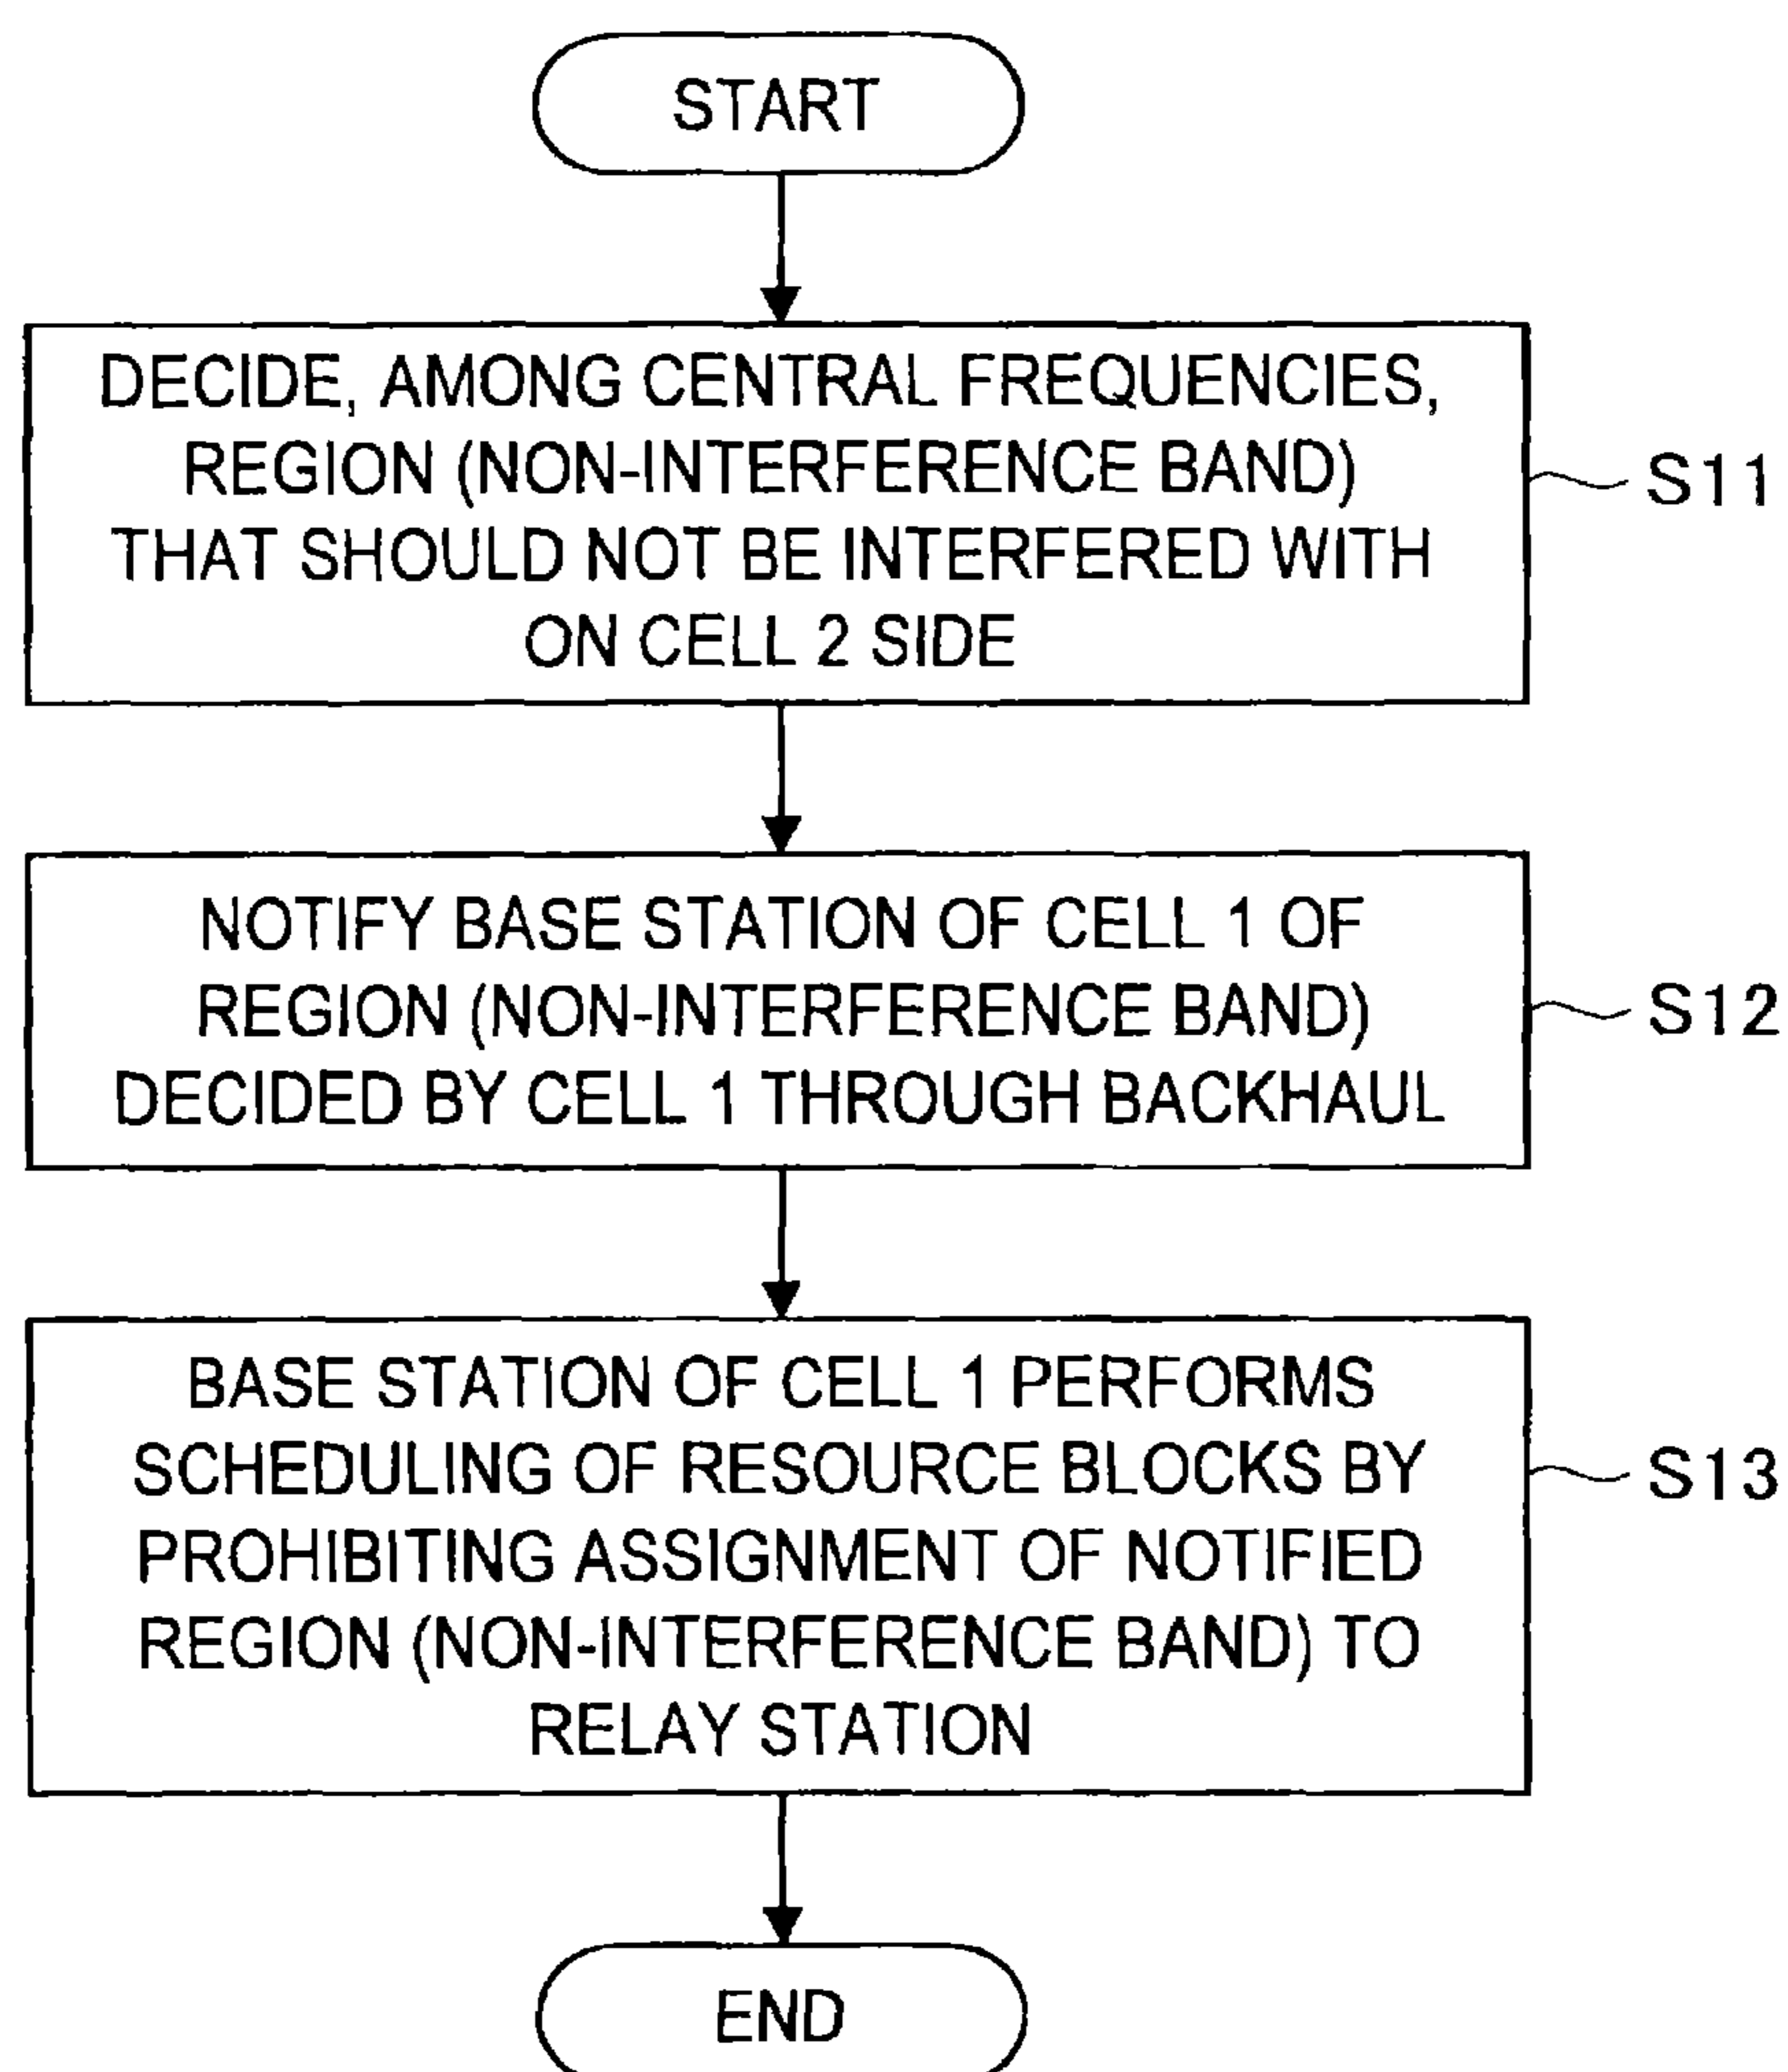 START
DECIDE, AMONG CENTRAL FREQUENCIES,
REGION (NON-INTERFERENCE BAND)
THAT SHOULD NOT BE INTERFERED WITH
ON CELL 2 SIDE
S11
NOTIFY BASE STATION OF CELL 1 OF
REGION (NON-INTERFERENCE BAND)
DECIDED BY CELL 1 THROUGH BACKHAUL
S12
BASE STATION OF CELL 1 PERFORMS
SCHEDULING OF RESOURCE BLOCKS BY
PROHIBITING ASSIGNMENT OF NOTIFIED
REGION (NON-INTERFERENCE BAND) TO
RELAY STATION
S13
END